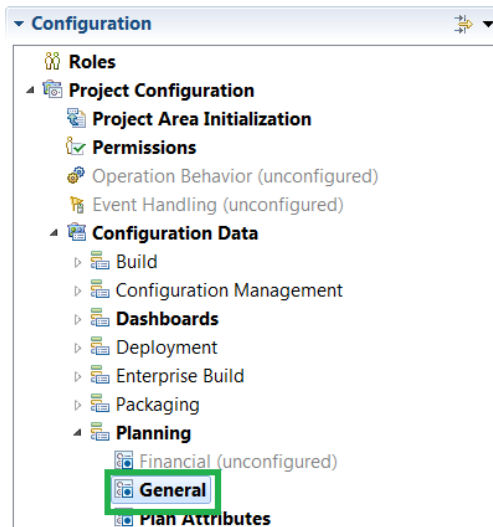 Configuration
Roles
Project Configuration
Project Area Initialization
Permissions
Operation Behavior (unconfigured)
Event Handling (unconfigured)
Configuration Data
Build
Configuration Management
Dashboards
Deployment
Enterprise Build
Packaging
Planning
Financial (unconfigured)
General
Plan Attributes